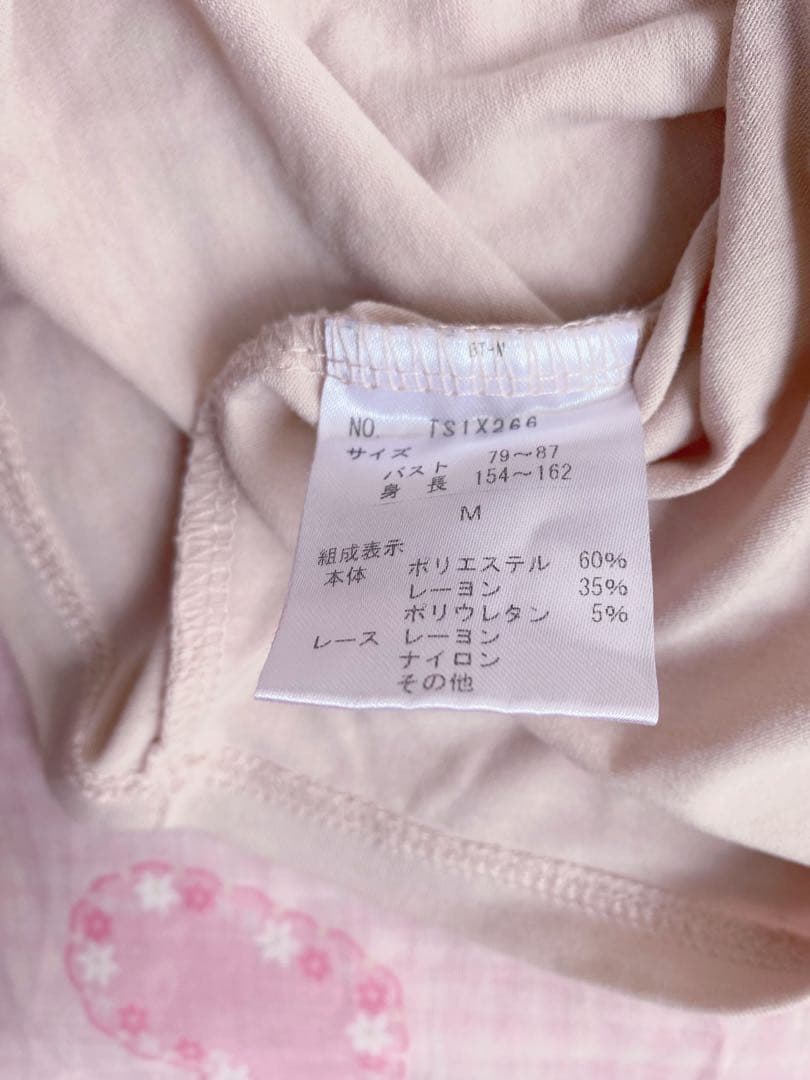 BT-N
NO. TS1X266
サイズ
バスト 79～87
身長 154～162
M
組成表示
本体 ポリエステル 60%
レーヨン 35%
ポリウレタン 5%
レース レーヨン
ナイロン
その他